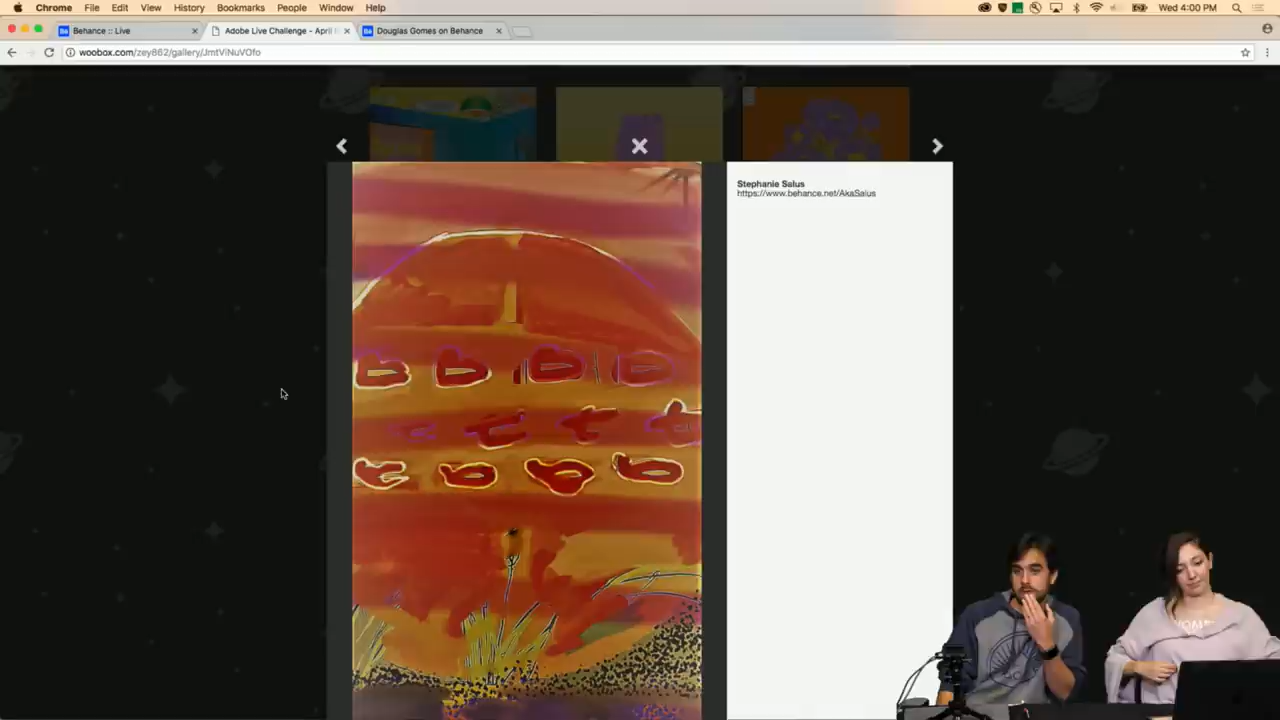 Chrome File Edit View History Bookmarks People Window Help Wed 4:00 PM
Behance :: Live
Adobe Live Challenge - April
Douglas Gomes on Behance
woobox.com/zey862/gallery/JmtViNuVOfo
Stephanie Salus
https://www.behance.net/AkaSalus